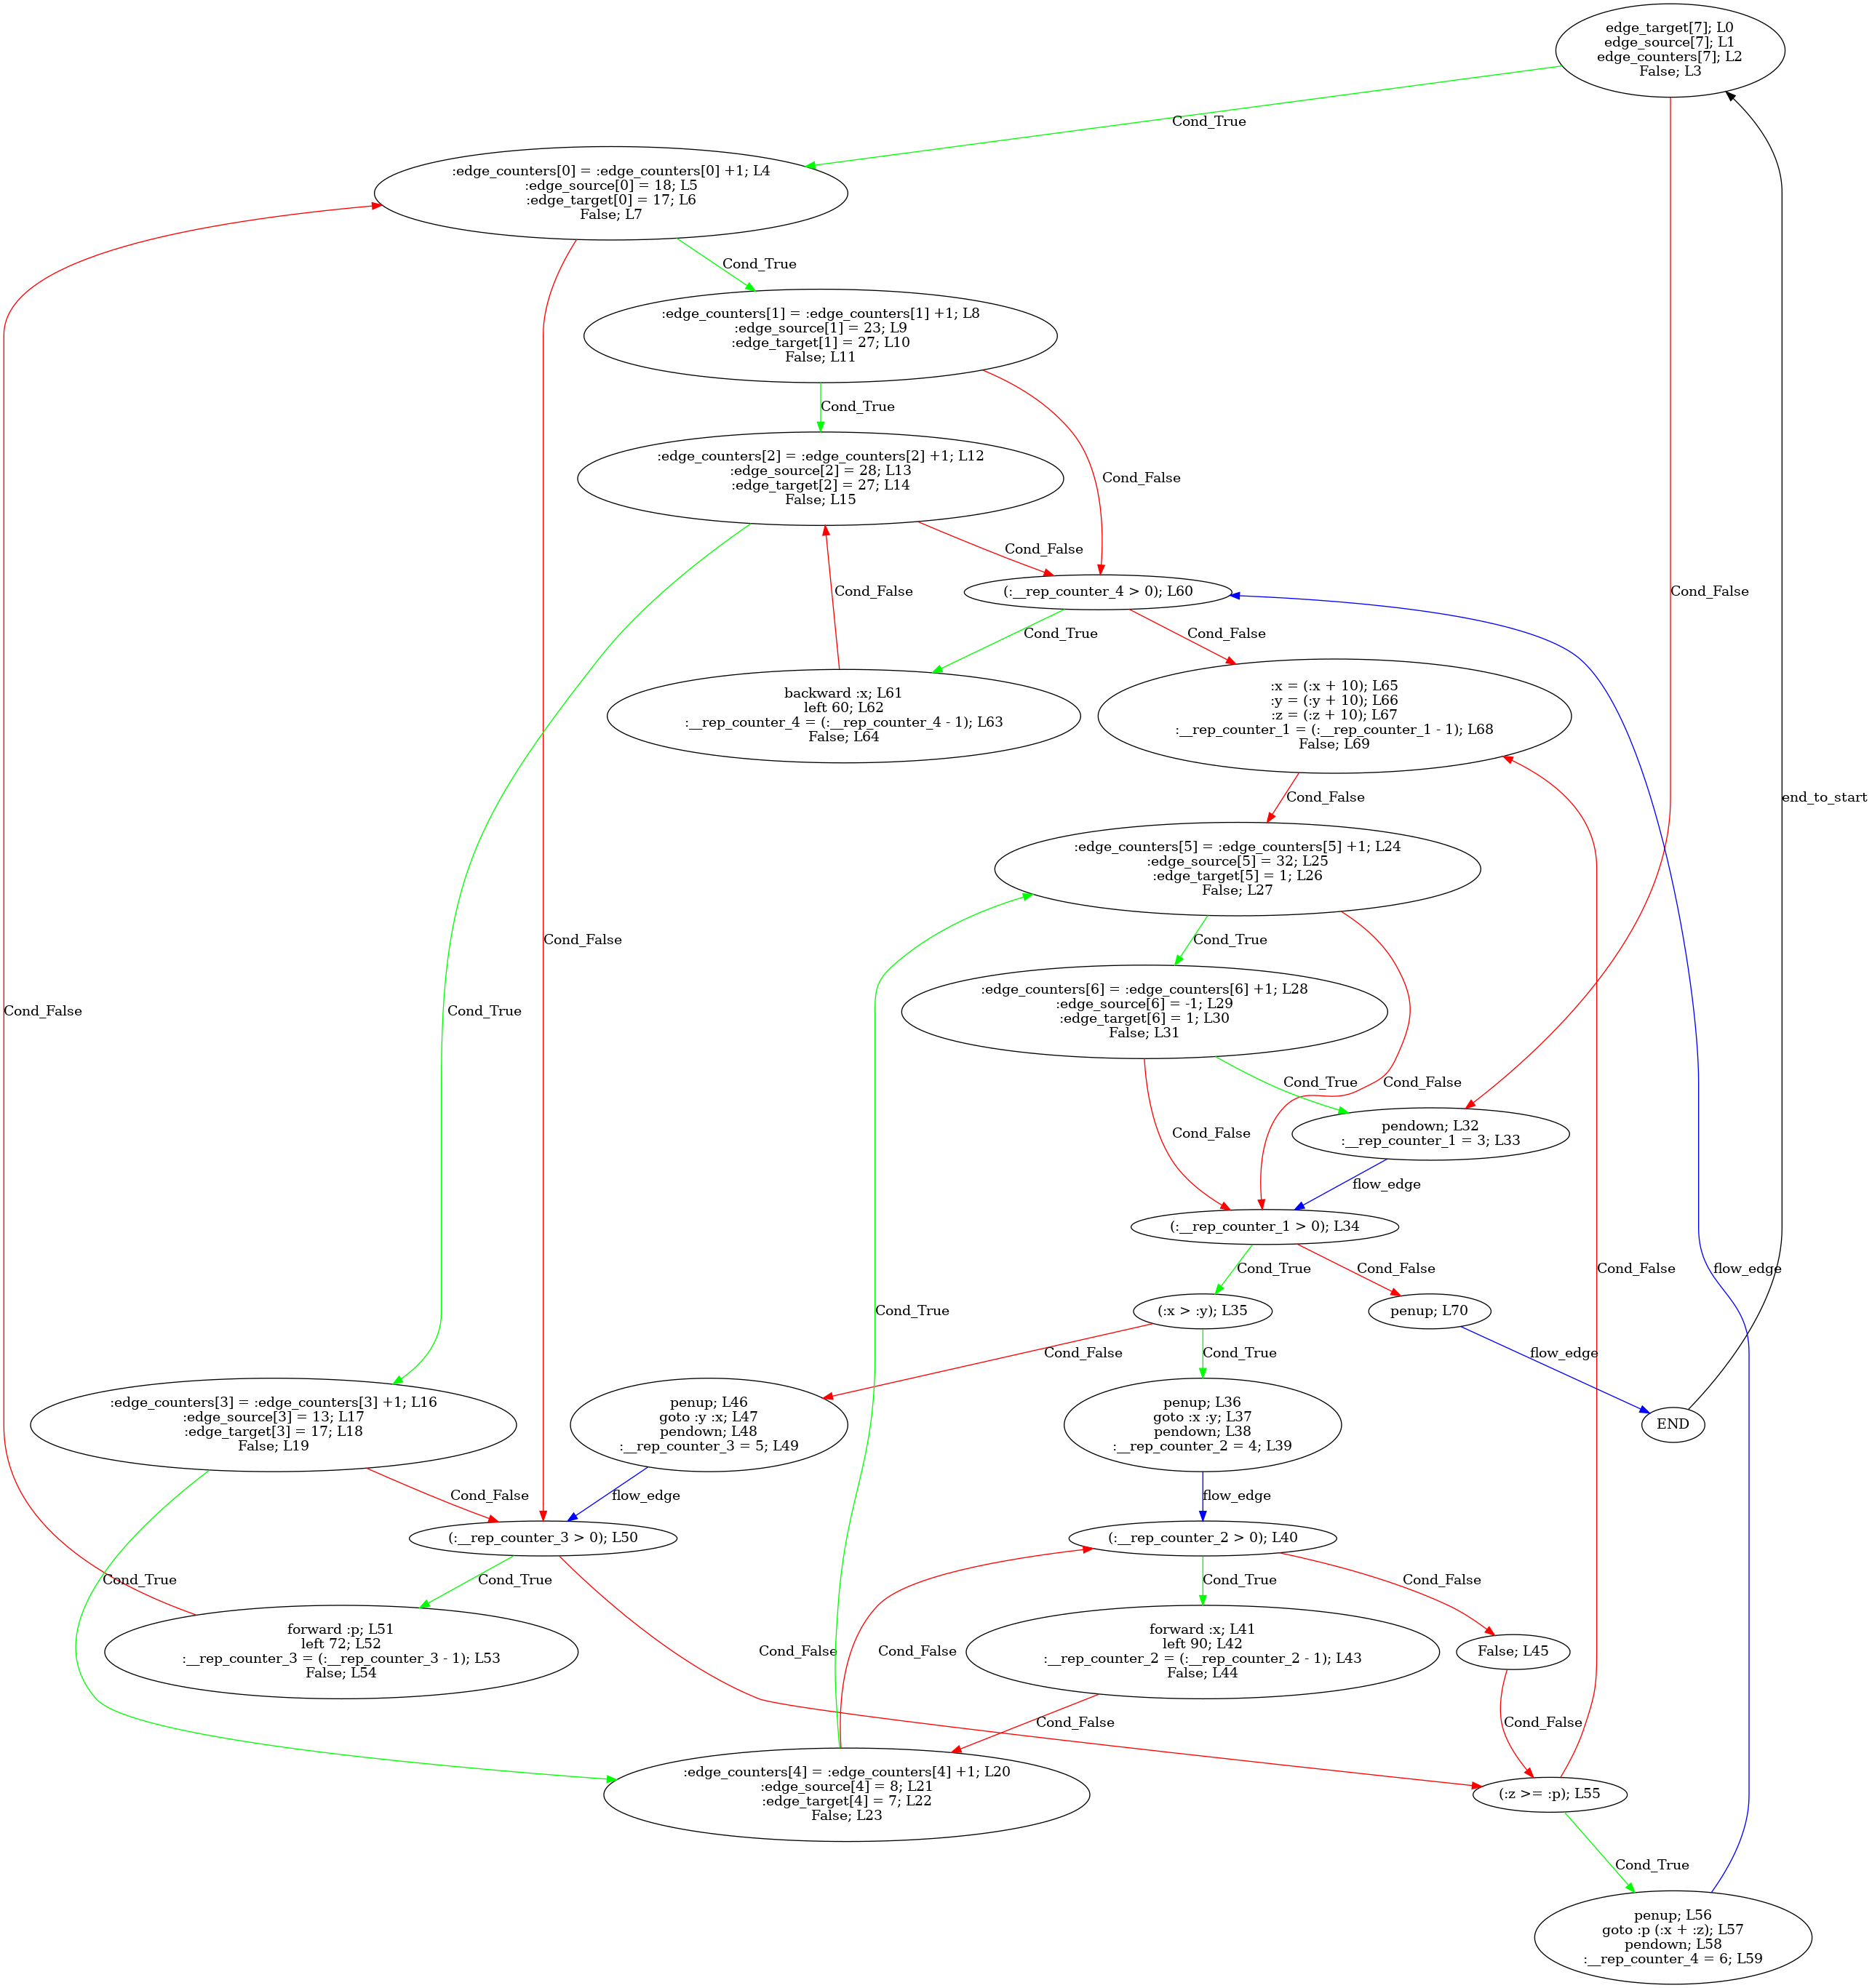 edge_target[7]; L0
edge_source[7]; L1
edge_counters[7]; L2
False; L3
Cond_True
:edge_counters[0] = :edge_counters[0] +1; L4
:edge_source[0] = 18; L5
:edge_target[0] = 17; L6
False; L7
Cond_True
:edge_counters[1] = :edge_counters[1] +1; L8
:edge_source[1] = 23; L9
:edge_target[1] = 27; L10
False; L11
Cond_True
Cond_False
:edge_counters[2] = :edge_counters[2] +1; L12
:edge_source[2] = 28; L13
:edge_target[2] = 27; L14
False; L15
Cond_False
(:__rep_counter_4 > 0); L60
Cond_False
Cond_False
Cond_True
Cond_False
backward :x; L61
left 60; L62
:__rep_counter_4 = (:__rep_counter_4 - 1); L63
False; L64
:x = (:x + 10); L65
:y = (:y + 10); L66
:z = (:z + 10); L67
:__rep_counter_1 = (:__rep_counter_1 - 1); L68
False; L69
Cond_False
end_to_start
:edge_counters[5] = :edge_counters[5] +1; L24
:edge_source[5] = 32; L25
:edge_target[5] = 1; L26
False; L27
Cond_False
Cond_True
:edge_counters[6] = :edge_counters[6] +1; L28
:edge_source[6] = -1; L29
:edge_target[6] = 1; L30
False; L31
Cond_False
Cond_True
Cond_True
Cond_False
Cond_False
pendown; L32
:__rep_counter_1 = 3; L33
flow_edge
(:__rep_counter_1 > 0); L34
Cond_True
Cond_False
Cond_False
flow_edge
Cond_True
(:x > :y); L35
penup; L70
Cond_False
Cond_True
flow_edge
:edge_counters[3] = :edge_counters[3] +1; L16
:edge_source[3] = 13; L17
:edge_target[3] = 17; L18
False; L19
penup; L46
goto :y :x; L47
pendown; L48
:__rep_counter_3 = 5; L49
penup; L36
goto :x :y; L37
pendown; L38
:__rep_counter_2 = 4; L39
END
Cond_False
flow_edge
flow_edge
(:__rep_counter_3 > 0); L50
(:__rep_counter_2 > 0); L40
Cond_True
Cond_True
Cond_True
Cond_False
forward :p; L51
left 72; L52
:__rep_counter_3 = (:__rep_counter_3 - 1); L53
False; L54
Cond_False
Cond_False
forward :x; L41
left 90; L42
:__rep_counter_2 = (:__rep_counter_2 - 1); L43
False; L44
False; L45
Cond_False
Cond_False
:edge_counters[4] = :edge_counters[4] +1; L20
:edge_source[4] = 8; L21
:edge_target[4] = 7; L22
False; L23
(:z >= :p); L55
Cond_True
penup; L56
goto :p (:x + :z); L57
pendown; L58
:__rep_counter_4 = 6; L59